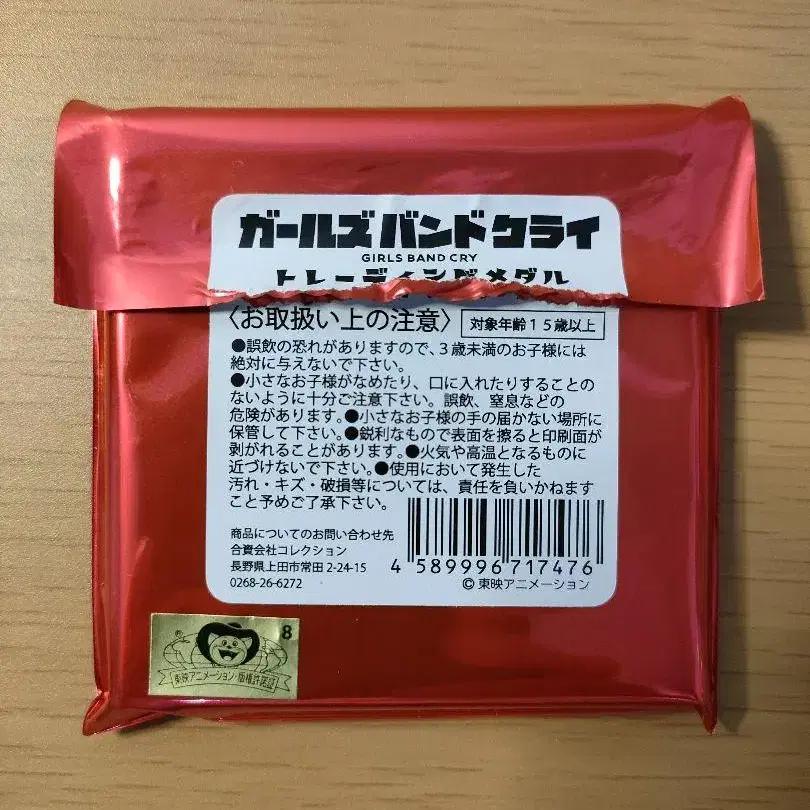 ガールズバンドクライ
GIRLS BAND CRY
トレーディングメダル
〈お取扱い上の注意〉 対象年齢15歳以上
●誤飲の恐れがありますので、3歳未満のお子様には
絶対に与えないで下さい。
●小さなお子様がなめたり、口に入れたりすることの
ないように十分ご注意下さい。誤飲、窒息などの
危険があります。●小さなお子様の手の届かない場所に
保管して下さい。●鋭利なもので表面を擦ると印刷面が
剥がれることがあります。●火気や高温となるものに
近づけないで下さい。●使用において発生した
汚れ・キズ・破損等については、責任を負いかねます
こと予めご了承下さい。
商品についてのお問い合わせ先
合資会社コレクション
長野県上田市常田 2-24-15
0268-26-6272
4 589996 717476
© 東映アニメーション
8
東映アニメーション・版権許諾証